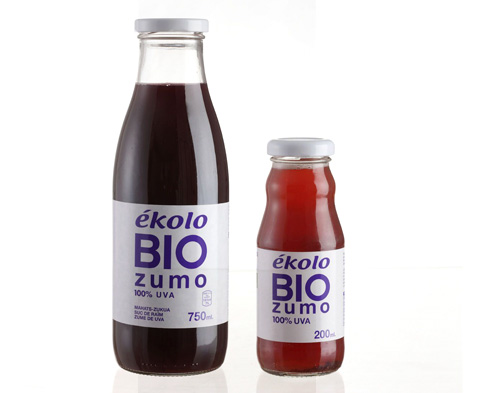 ékolo
BIO
zumo
100% UVA
MAHATS-ZUKUA
SUC DE RAÏM
ZUMO DE UVA
750mL
ékolo
BIO
zumo
100% UVA
200mL